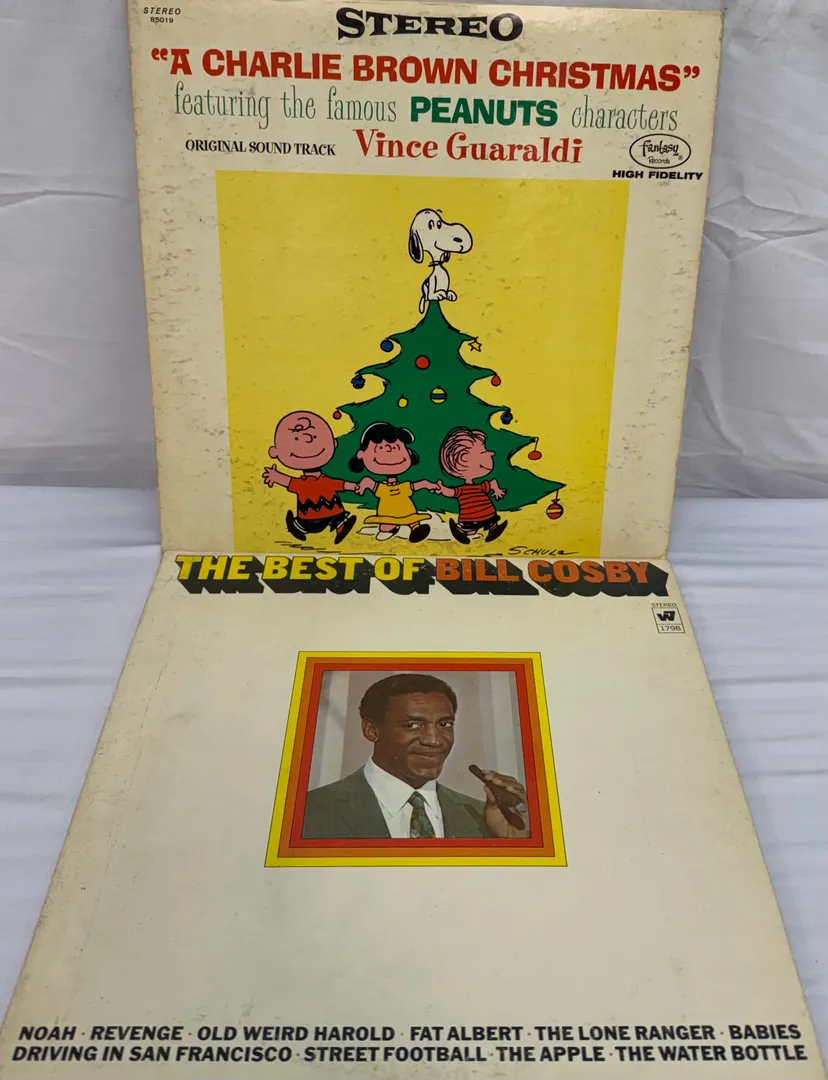 STEREO
85019
STEREO
"A CHARLIE BROWN CHRISTMAS"
featuring the famous PEANUTS characters
ORIGINAL SOUND TRACK Vince Guaraldi
Fantasy
Records
HIGH FIDELITY
SCHULZ
THE BEST OF BILL COSBY
STEREO
W7
1798
NOAH · REVENGE · OLD WEIRD HAROLD · FAT ALBERT · THE LONE RANGER · BABIES
DRIVING IN SAN FRANCISCO · STREET FOOTBALL · THE APPLE · THE WATER BOTTLE